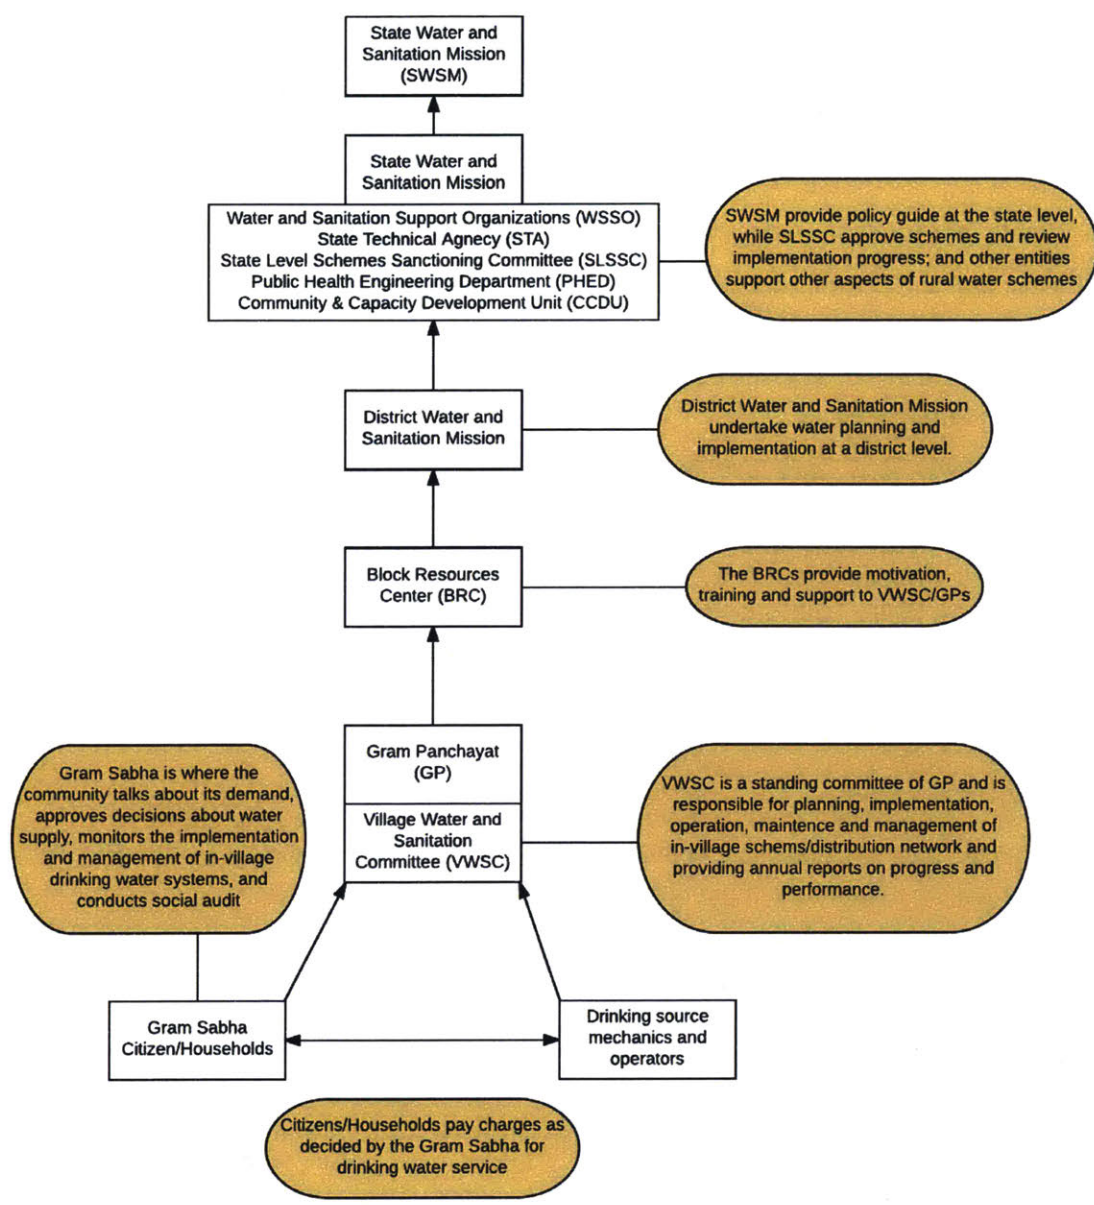 State Water and
Sanitation Mission
(SWSM)
State Water and
Sanitation Mission
Water and Sanitation Support Organizations (WSSO)
State Technical Agnecy (STA)
State Level Schemes Sanctioning Committee (SLSSC)
Public Health Engineering Department (PHED)
Community & Capacity Development Unit (CCDU)
SWSM provide policy guide at the state level,
while SLSSC approve schemes and review
implementation progress; and other entities
support other aspects of rural water schemes
District Water and
Sanitation Mission
District Water and Sanitation Mission
undertake water planning and
implementation at a district level.
Block Resources
Center (BRC)
The BRCs provide motivation,
training and support to VWSC/GPs
Gram Panchayat
(GP)
Village Water and
Sanitation
Committee (VWSC)
Gram Sabha is where the
community talks about its demand,
approves decisions about water
supply, monitors the implementation
and management of in-village
drinking water systems, and
conducts social audit
VWSC is a standing committee of GP and is
responsible for planning, implementation,
operation, maintence and management of
in-village schems/distribution network and
providing annual reports on progress and
performance.
Gram Sabha
Citizen/Households
Drinking source
mechanics and
operators
Citizens/Households pay charges as
decided by the Gram Sabha for
drinking water service